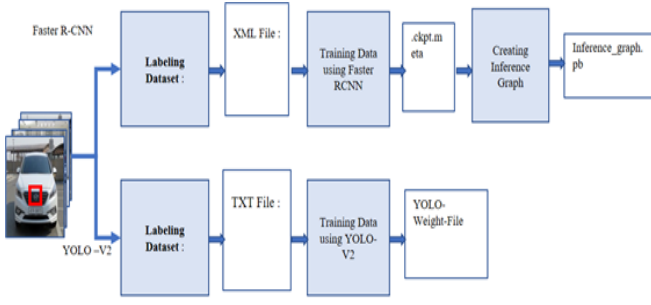 Faster R-CNN
Labeling
Dataset :
XML File :
Training Data
using Faster
RCNN
.ckpt.m
eta
Creating
Inference
Graph
Inference_graph.
pb
YOLO =V2
Labeling
Dataset :
TXT File :
Training Data
using YOLO-
V2
YOLO-
Weight-File